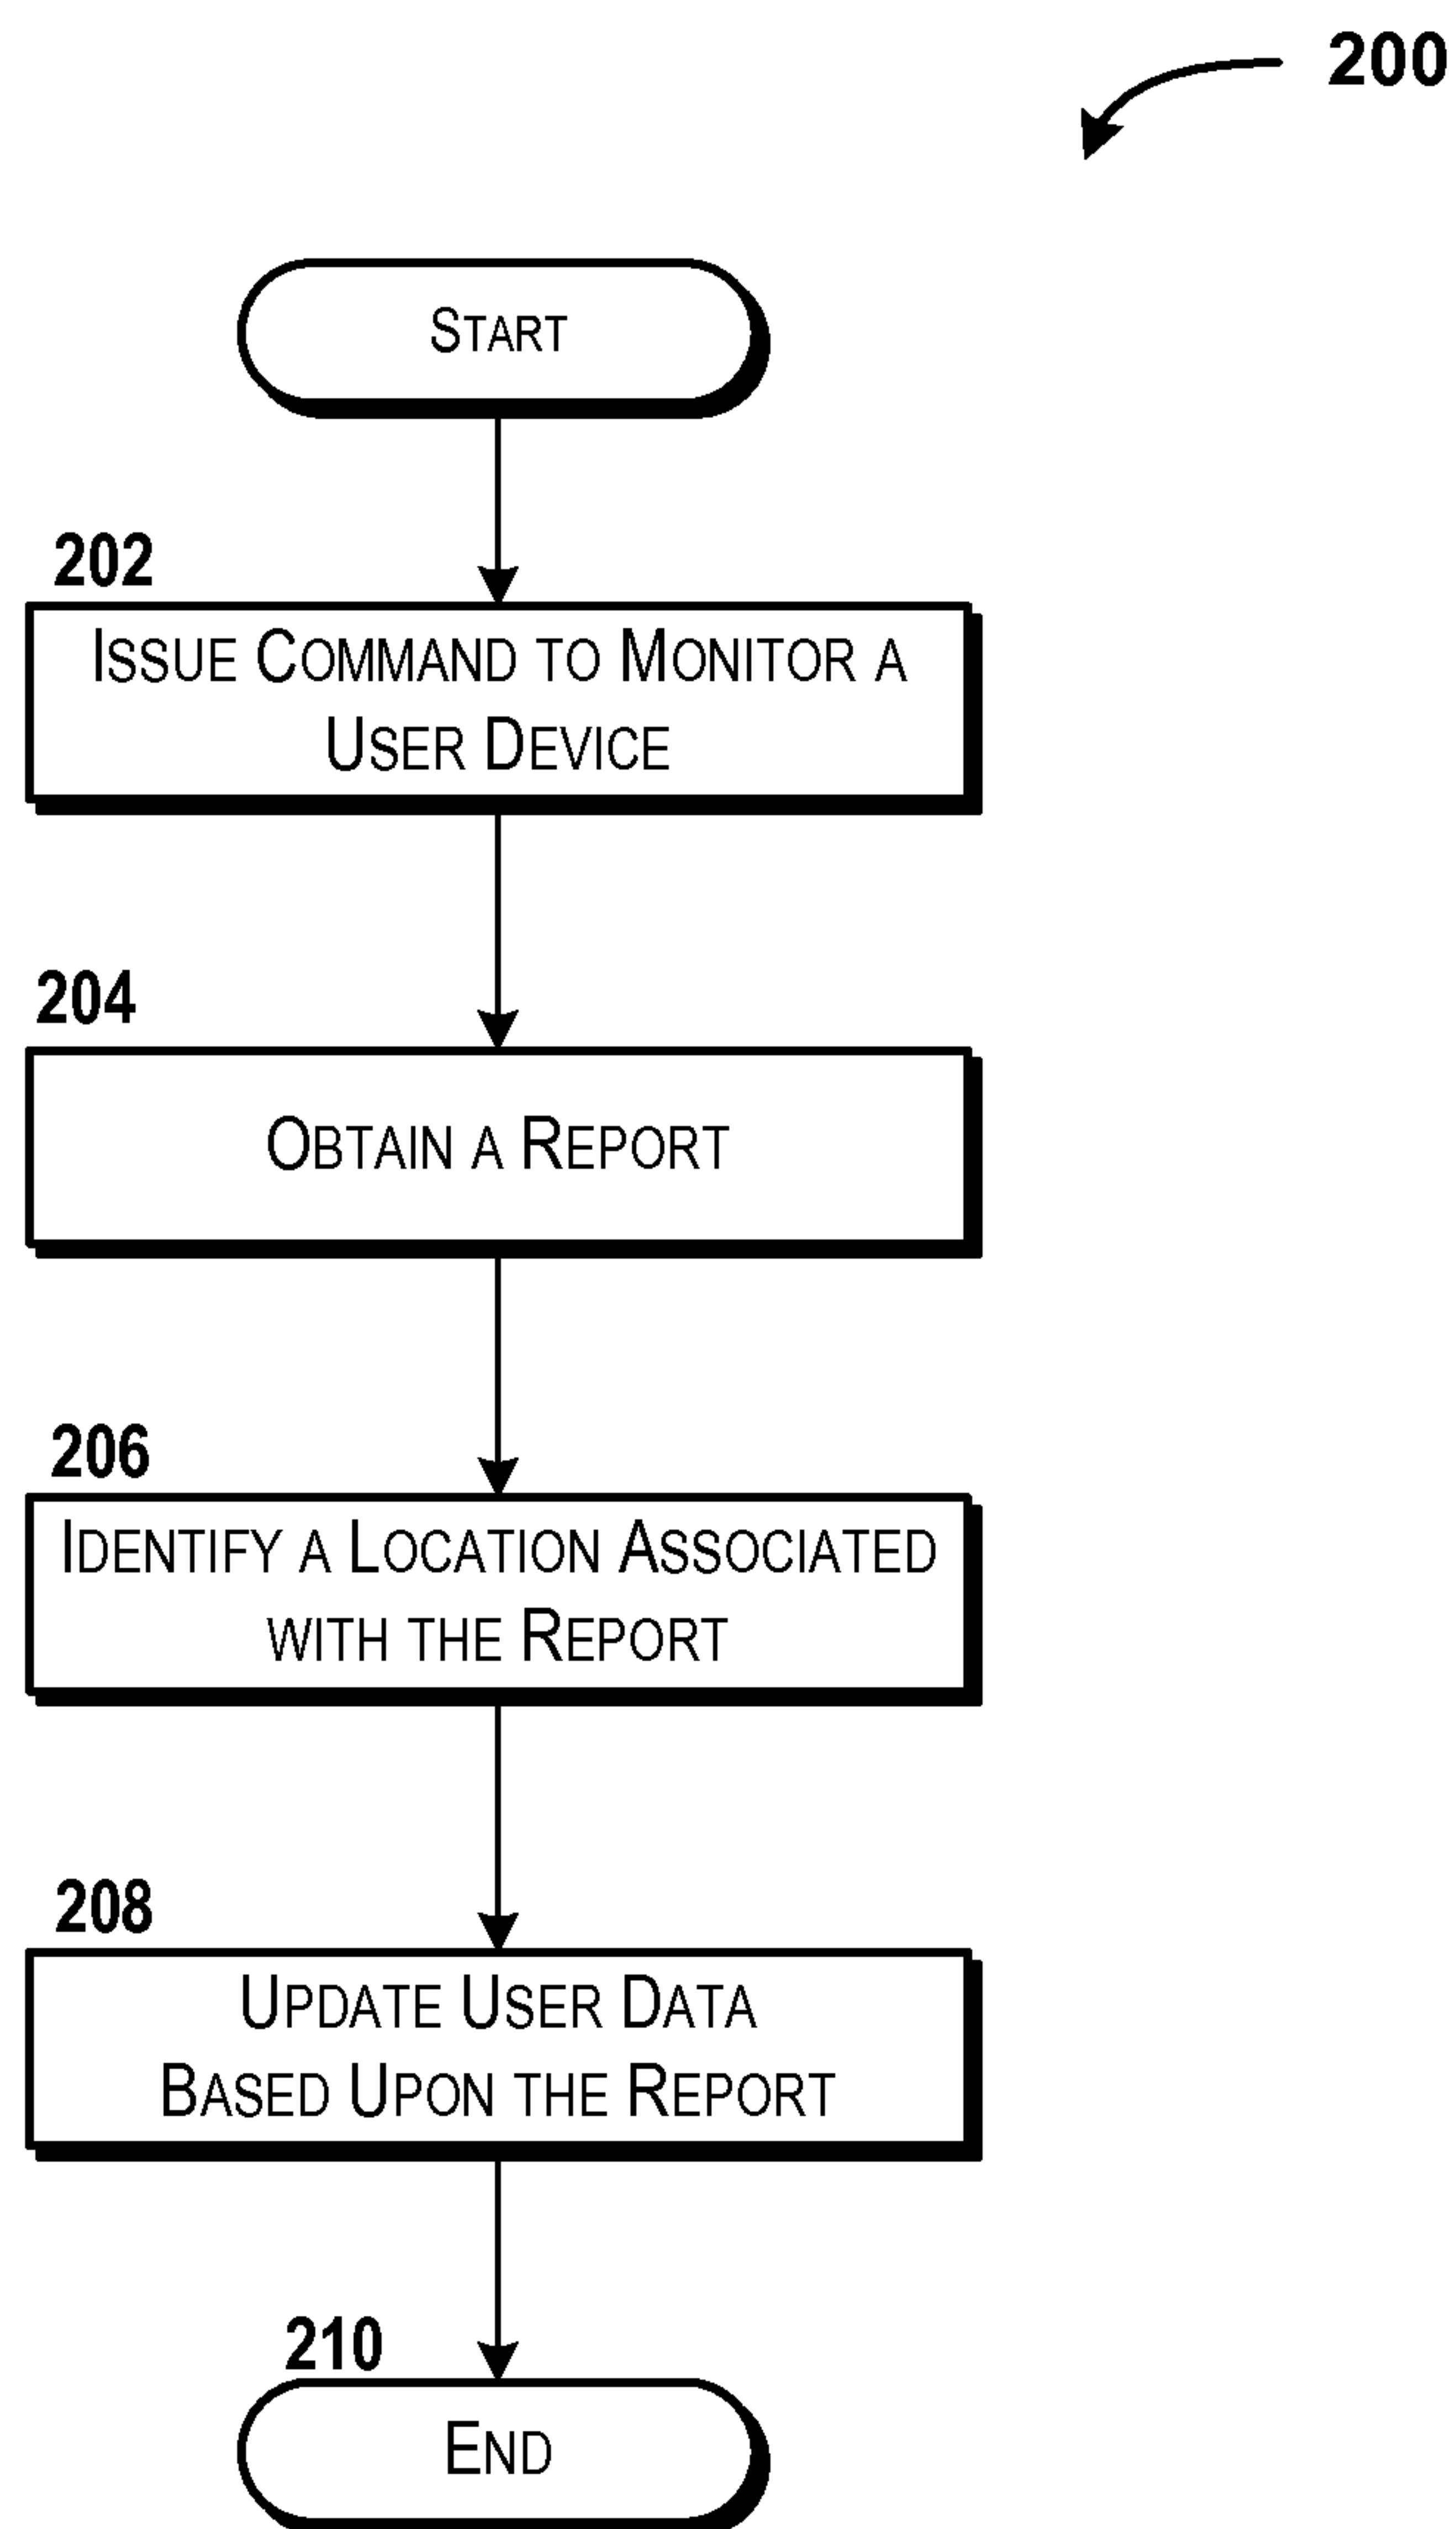 200
Start
202
Issue Command to Monitor a
User Device
204
Obtain a Report
206
Identify a Location Associated
with the Report
208
Update User Data
Based Upon the Report
210
End